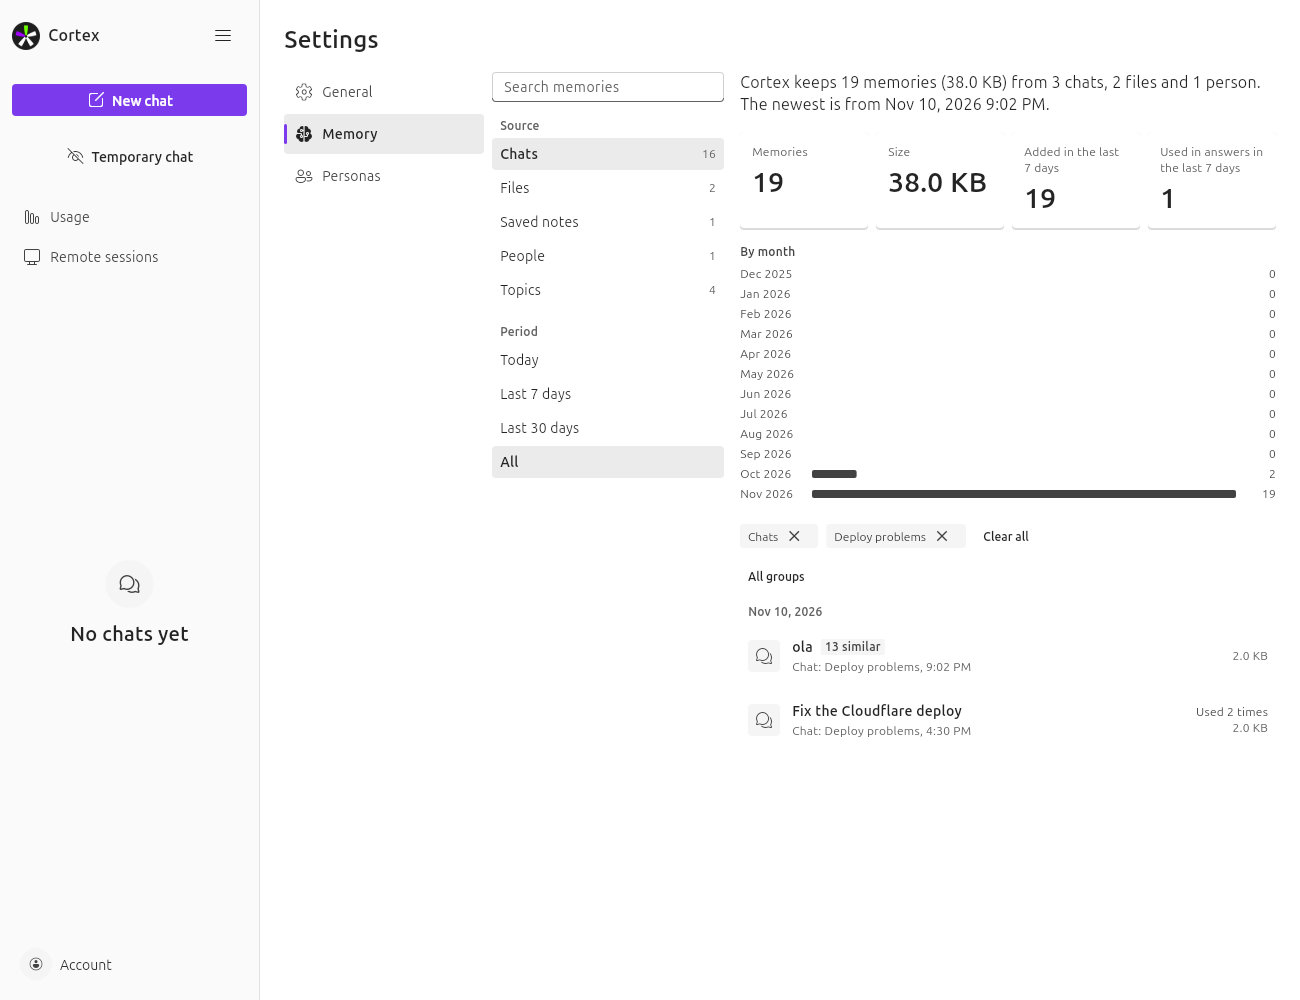 Cortex
New chat
Temporary chat
Usage
Remote sessions
No chats yet
Account
Settings
General
Memory
Personas
Search memories
Source
Chats 16
Files 2
Saved notes 1
People 1
Topics 4
Period
Today
Last 7 days
Last 30 days
All
Cortex keeps 19 memories (38.0 KB) from 3 chats, 2 files and 1 person.
The newest is from Nov 10, 2026 9:02 PM.
Memories
19
Size
38.0 KB
Added in the last
7 days
19
Used in answers in
the last 7 days
1
By month
Dec 2025 0
Jan 2026 0
Feb 2026 0
Mar 2026 0
Apr 2026 0
May 2026 0
Jun 2026 0
Jul 2026 0
Aug 2026 0
Sep 2026 0
Oct 2026 2
Nov 2026 19
Chats Deploy problems Clear all
All groups
Nov 10, 2026
ola 13 similar
Chat: Deploy problems, 9:02 PM
2.0 KB
Fix the Cloudflare deploy
Chat: Deploy problems, 4:30 PM
Used 2 times
2.0 KB